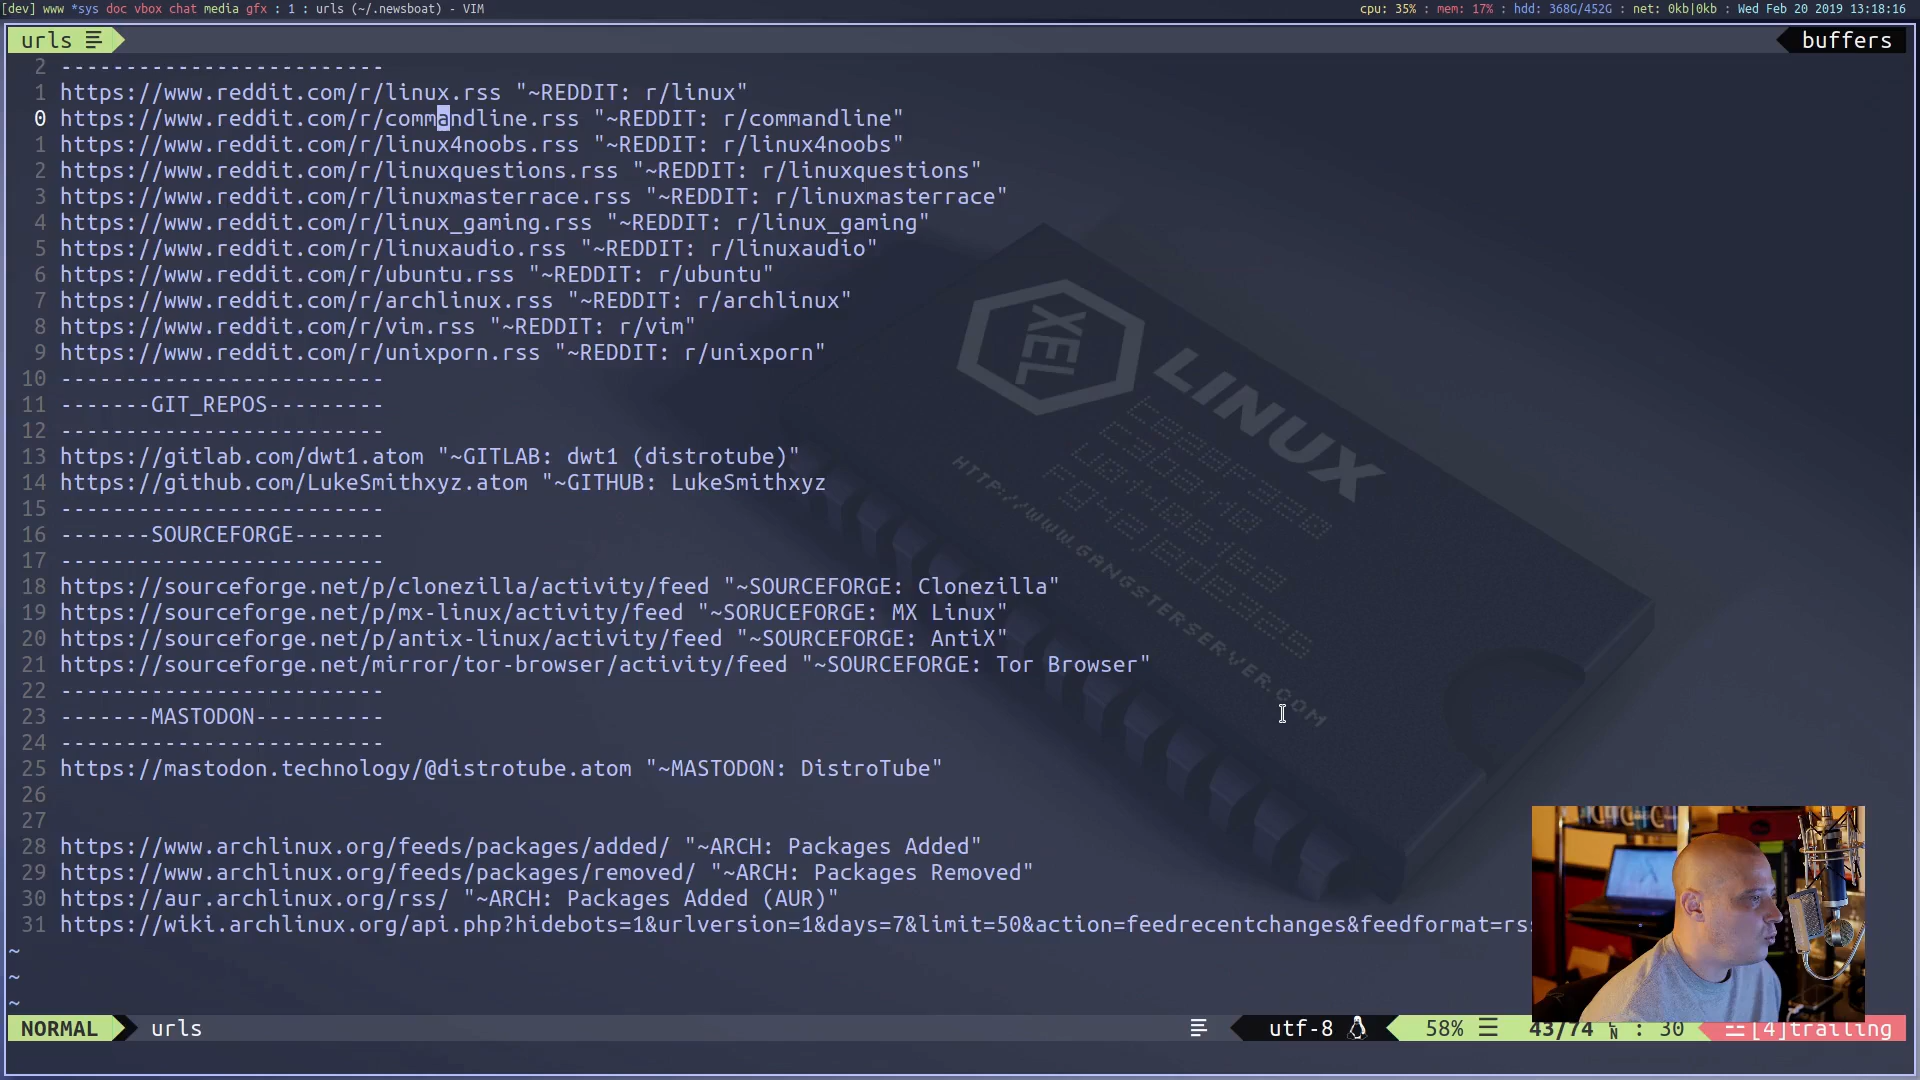 [dev] www *sys doc vbox chat media gfx : 1 : urls (~/.newsboat) - VIM
cpu: 35% : mem: 17% : hdd: 368G/452G : net: 0kb|0kb : Wed Feb 20 2019 13:18:16
urls
buffers
2 -------------------------
1 https://www.reddit.com/r/linux.rss "~REDDIT: r/linux"
0 https://www.reddit.com/r/commandline.rss "~REDDIT: r/commandline"
1 https://www.reddit.com/r/linux4noobs.rss "~REDDIT: r/linux4noobs"
2 https://www.reddit.com/r/linuxquestions.rss "~REDDIT: r/linuxquestions"
3 https://www.reddit.com/r/linuxmasterrace.rss "~REDDIT: r/linuxmasterrace"
4 https://www.reddit.com/r/linux_gaming.rss "~REDDIT: r/linux_gaming"
5 https://www.reddit.com/r/linuxaudio.rss "~REDDIT: r/linuxaudio"
6 https://www.reddit.com/r/ubuntu.rss "~REDDIT: r/ubuntu"
7 https://www.reddit.com/r/archlinux.rss "~REDDIT: r/archlinux"
8 https://www.reddit.com/r/vim.rss "~REDDIT: r/vim"
9 https://www.reddit.com/r/unixporn.rss "~REDDIT: r/unixporn"
10 -------------------------
11 -------GIT_REPOS---------
12 -------------------------
13 https://gitlab.com/dwt1.atom "~GITLAB: dwt1 (distrotube)"
14 https://github.com/LukeSmithxyz.atom "~GITHUB: LukeSmithxyz
15 -------------------------
16 -------SOURCEFORGE-------
17 -------------------------
18 https://sourceforge.net/p/clonezilla/activity/feed "~SOURCEFORGE: Clonezilla"
19 https://sourceforge.net/p/mx-linux/activity/feed "~SORUCEFORGE: MX Linux"
20 https://sourceforge.net/p/antix-linux/activity/feed "~SOURCEFORGE: AntiX"
21 https://sourceforge.net/mirror/tor-browser/activity/feed "~SOURCEFORGE: Tor Browser"
22 -------------------------
23 -------MASTODON----------
24 -------------------------
25 https://mastodon.technology/@distrotube.atom "~MASTODON: DistroTube"
26
27
28 https://www.archlinux.org/feeds/packages/added/ "~ARCH: Packages Added"
29 https://www.archlinux.org/feeds/packages/removed/ "~ARCH: Packages Removed"
30 https://aur.archlinux.org/rss/ "~ARCH: Packages Added (AUR)"
31 https://wiki.archlinux.org/api.php?hidebots=1&urlversion=1&days=7&limit=50&action=feedrecentchanges&feedformat=rss
~
~
~
XEL
LINUX
HTTP://WWW.GANGSTERSERVER.COM
NORMAL urls utf-8 58% 43/74 LN : 30 [4]trailing